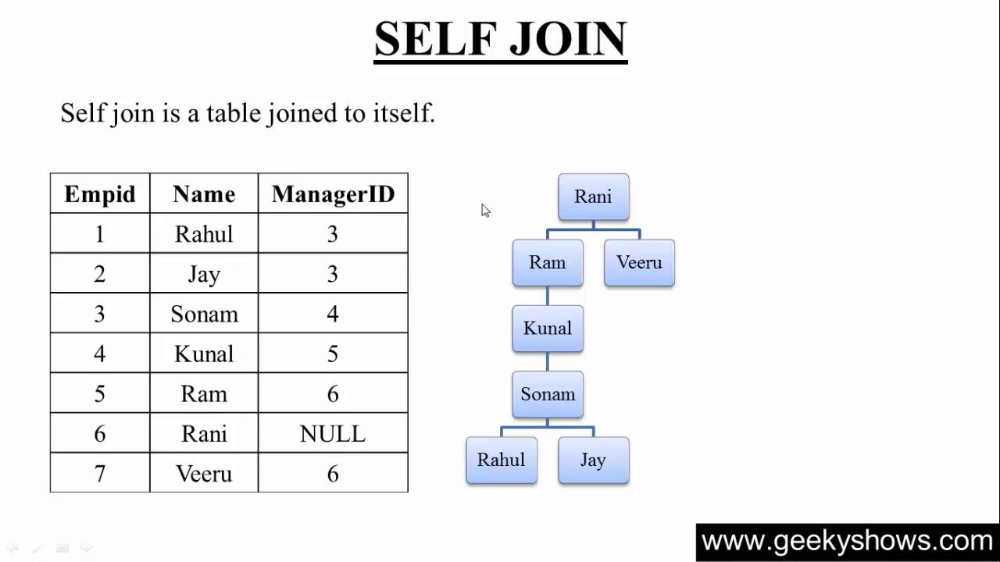 SELF JOIN
Self join is a table joined to itself.
Empid Name ManagerID
1 Rahul 3
2 Jay 3
3 Sonam 4
4 Kunal 5
5 Ram 6
6 Rani NULL
7 Veeru 6
Rani
Ram Veeru
Kunal
Sonam
Rahul Jay
www.geekyshows.com